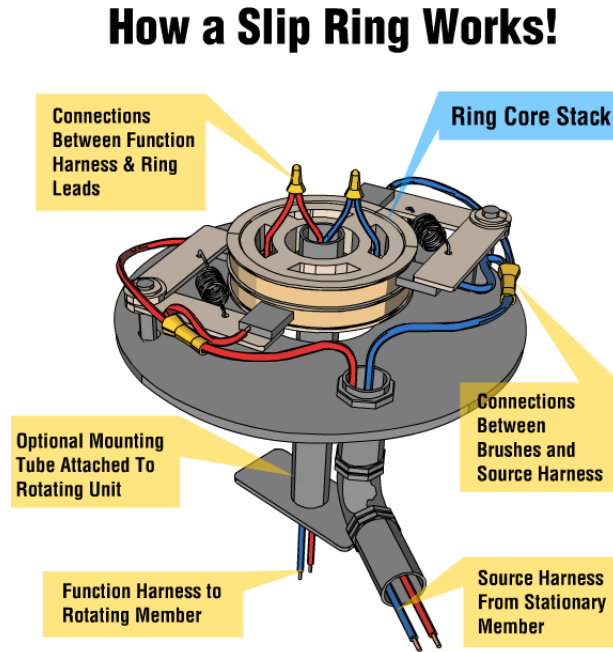 How a Slip Ring Works!
Connections
Between Function
Harness & Ring
Leads
Ring Core Stack
Optional Mounting
Tube Attached To
Rotating Unit
Connections
Between
Brushes and
Source Harness
Function Harness to
Rotating Member
Source Harness
From Stationary
Member